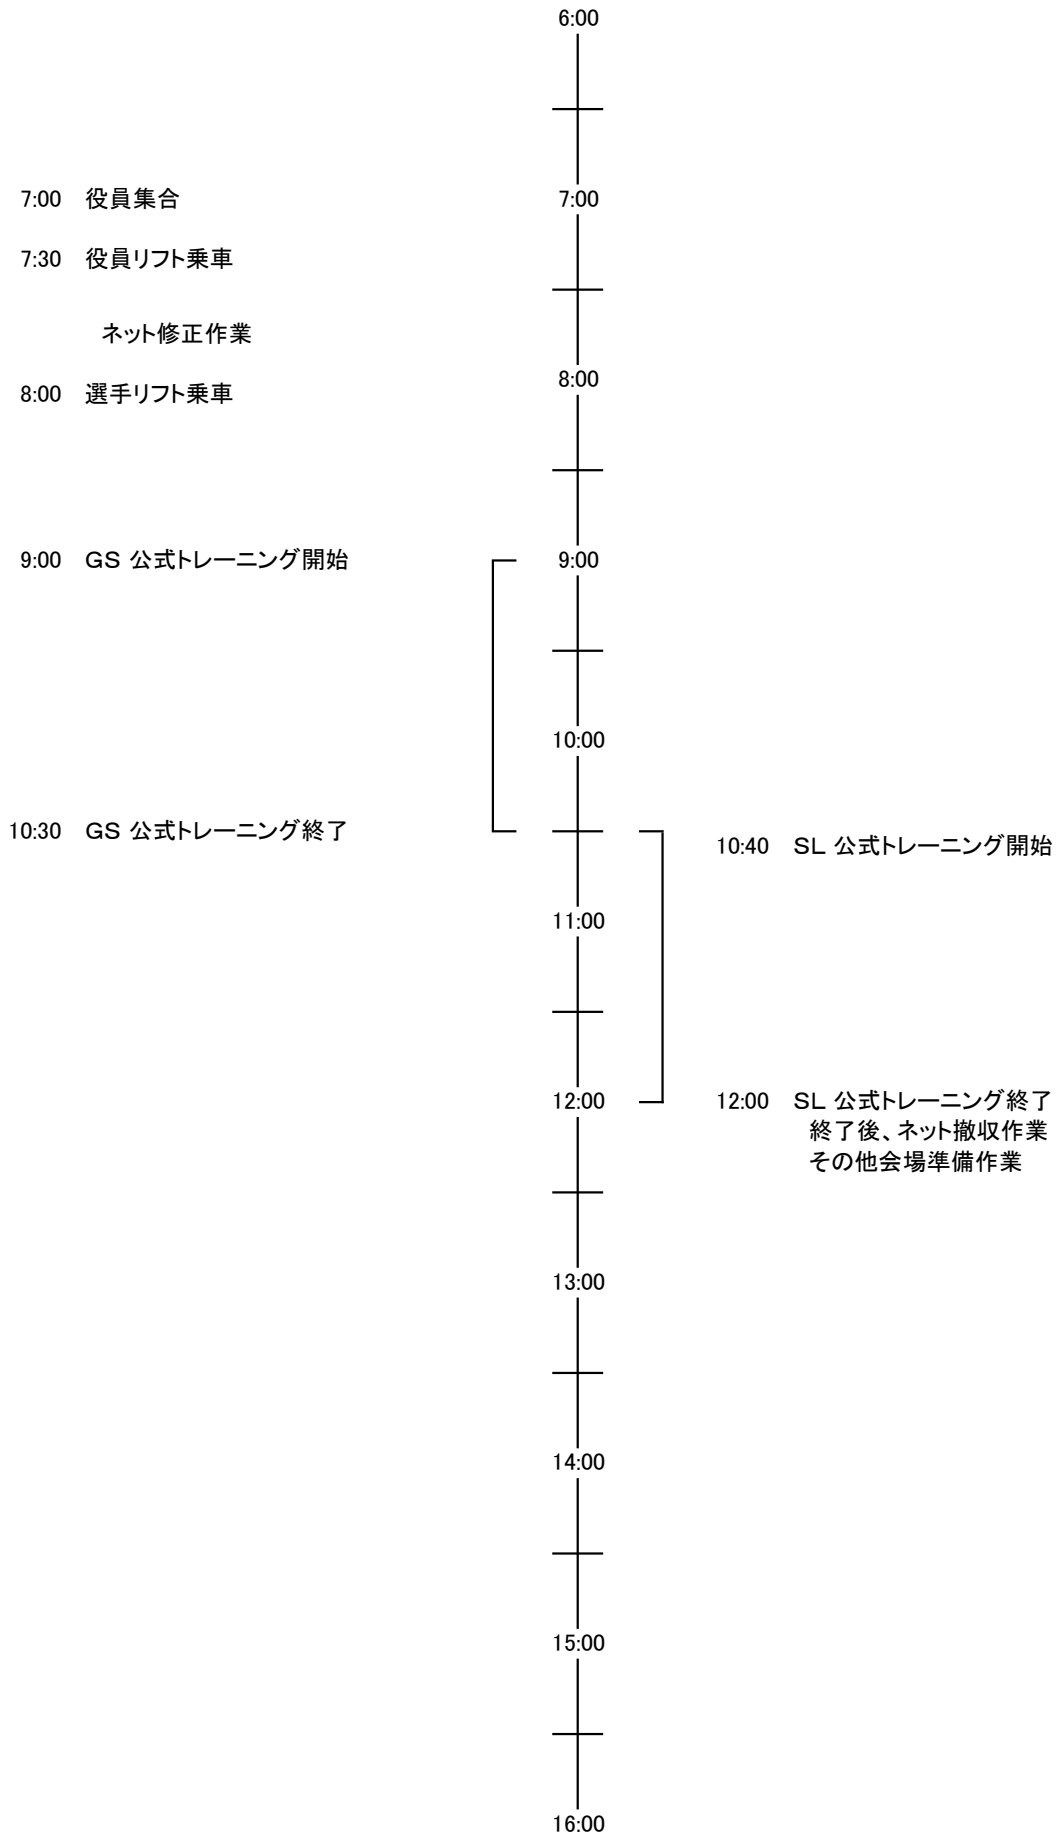 6:00
7:00 役員集合
7:00
7:30 役員リフト乗車
ネット修正作業
8:00
8:00 選手リフト乗車
9:00 GS 公式トレーニング開始
9:00
10:00
10:30 GS 公式トレーニング終了
10:40 SL 公式トレーニング開始
11:00
12:00
12:00 SL 公式トレーニング終了
終了後、ネット撤収作業
その他会場準備作業
13:00
14:00
15:00
16:00